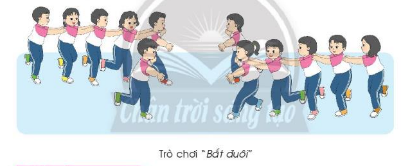 Chân trời sáng tạo
Trò chơi "Bắt đuôi"